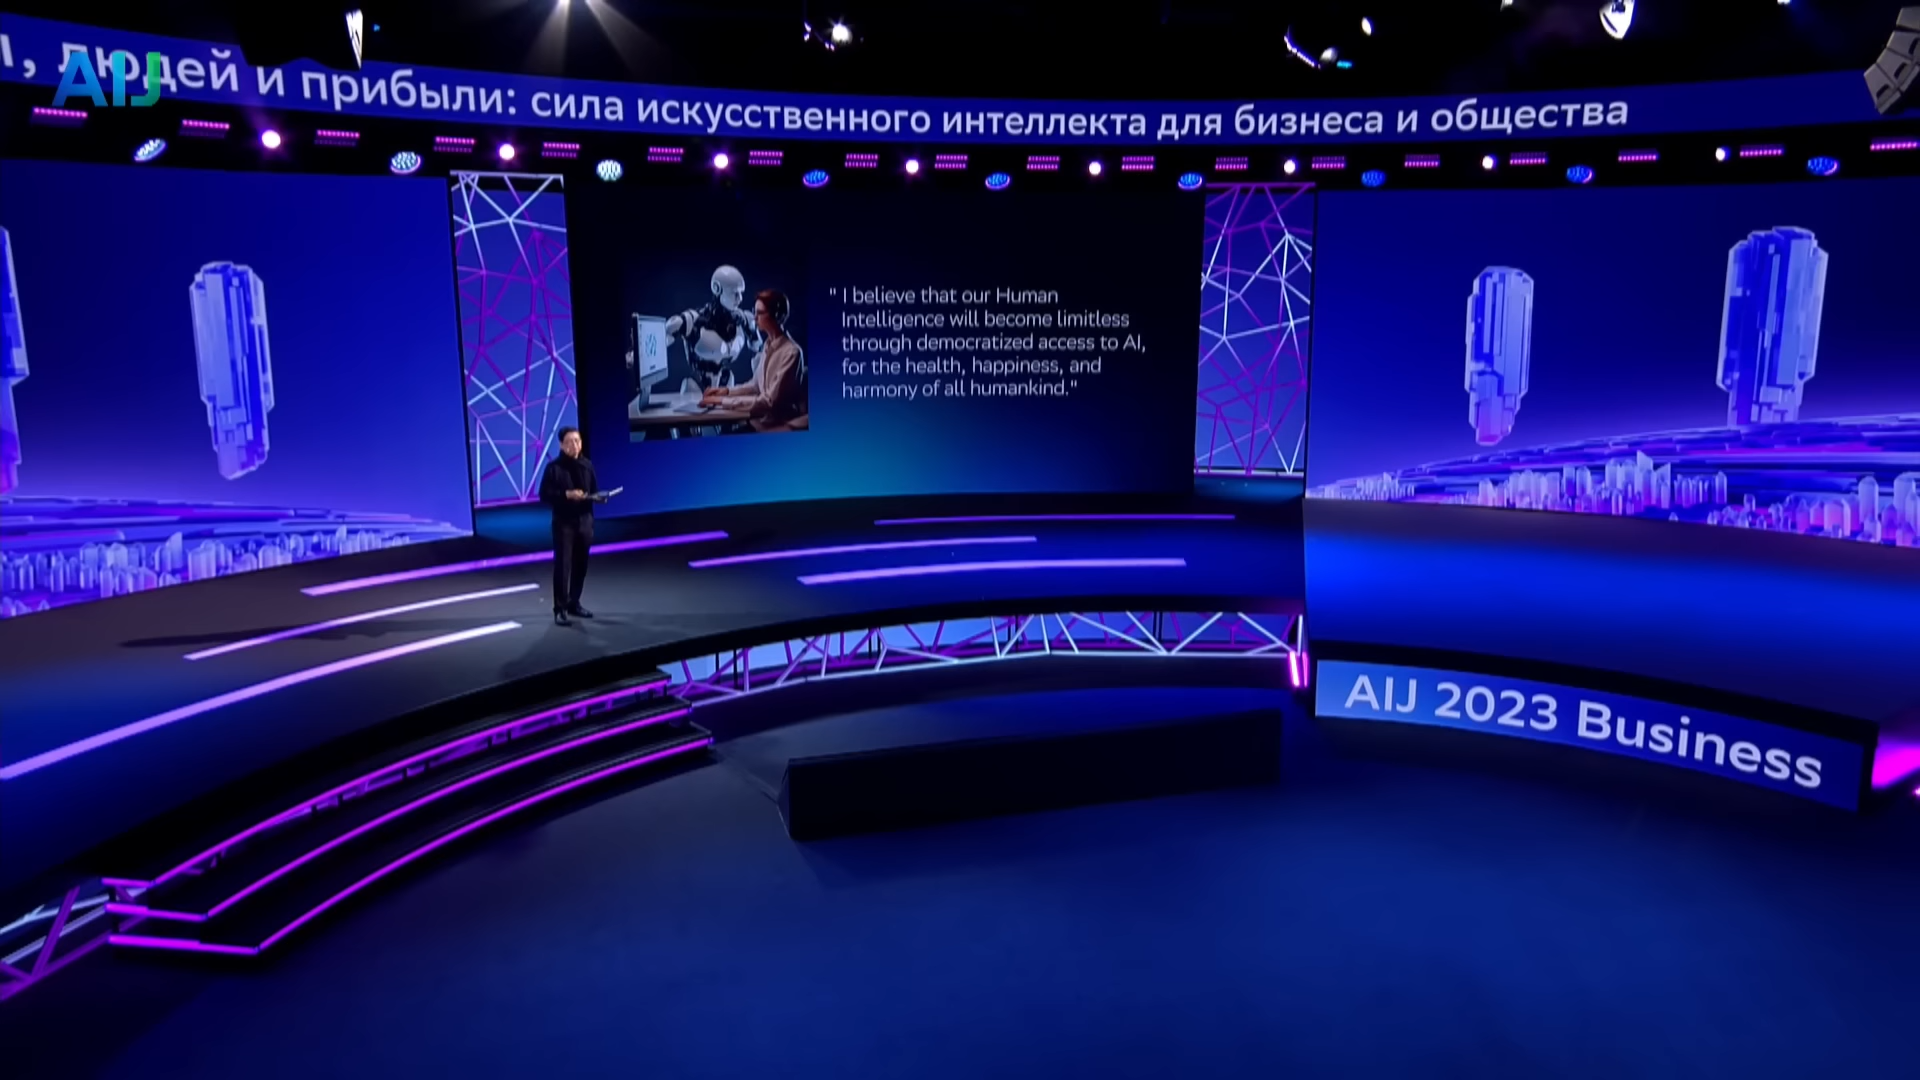 , людей и прибыли: сила искусственного интеллекта для бизнеса и общества
AIJ
" I believe that our Human
Intelligence will become limitless
through democratized access to AI,
for the health, happiness, and
harmony of all humankind."
AIJ 2023 Business